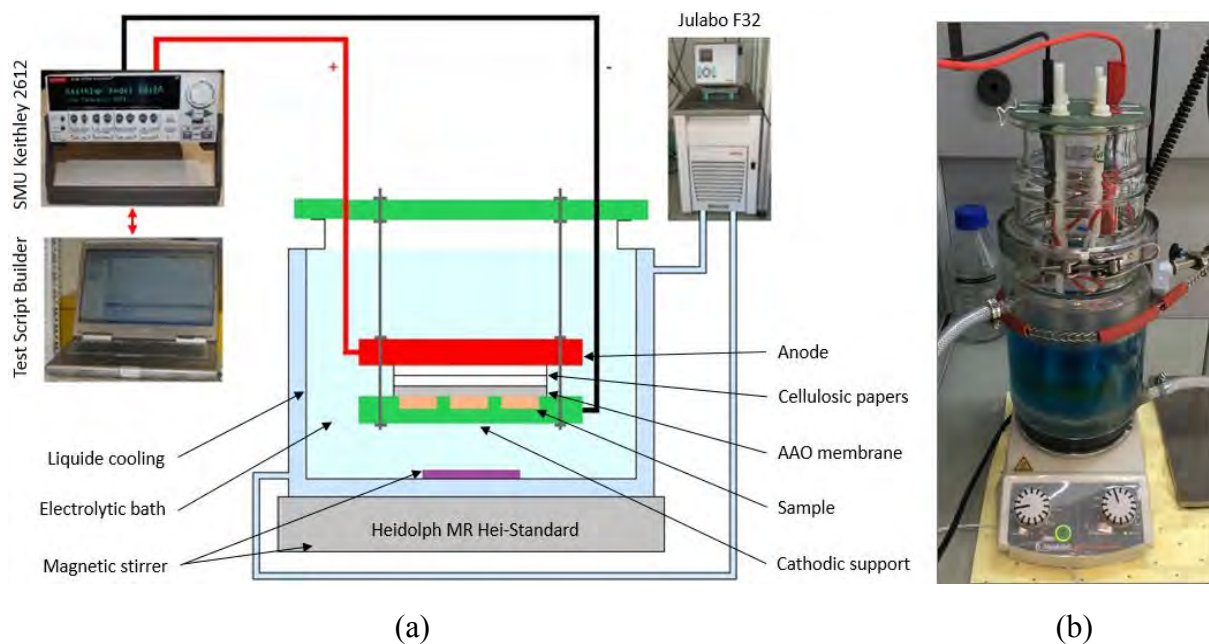 Julabo F32
SMU Keithley 2612
+
-
Test Script Builder
Anode
Cellulosic papers
AAO membrane
Sample
Cathodic support
Liquide cooling
Electrolytic bath
Magnetic stirrer
Heidolph MR Hei-Standard
(a)
(b)